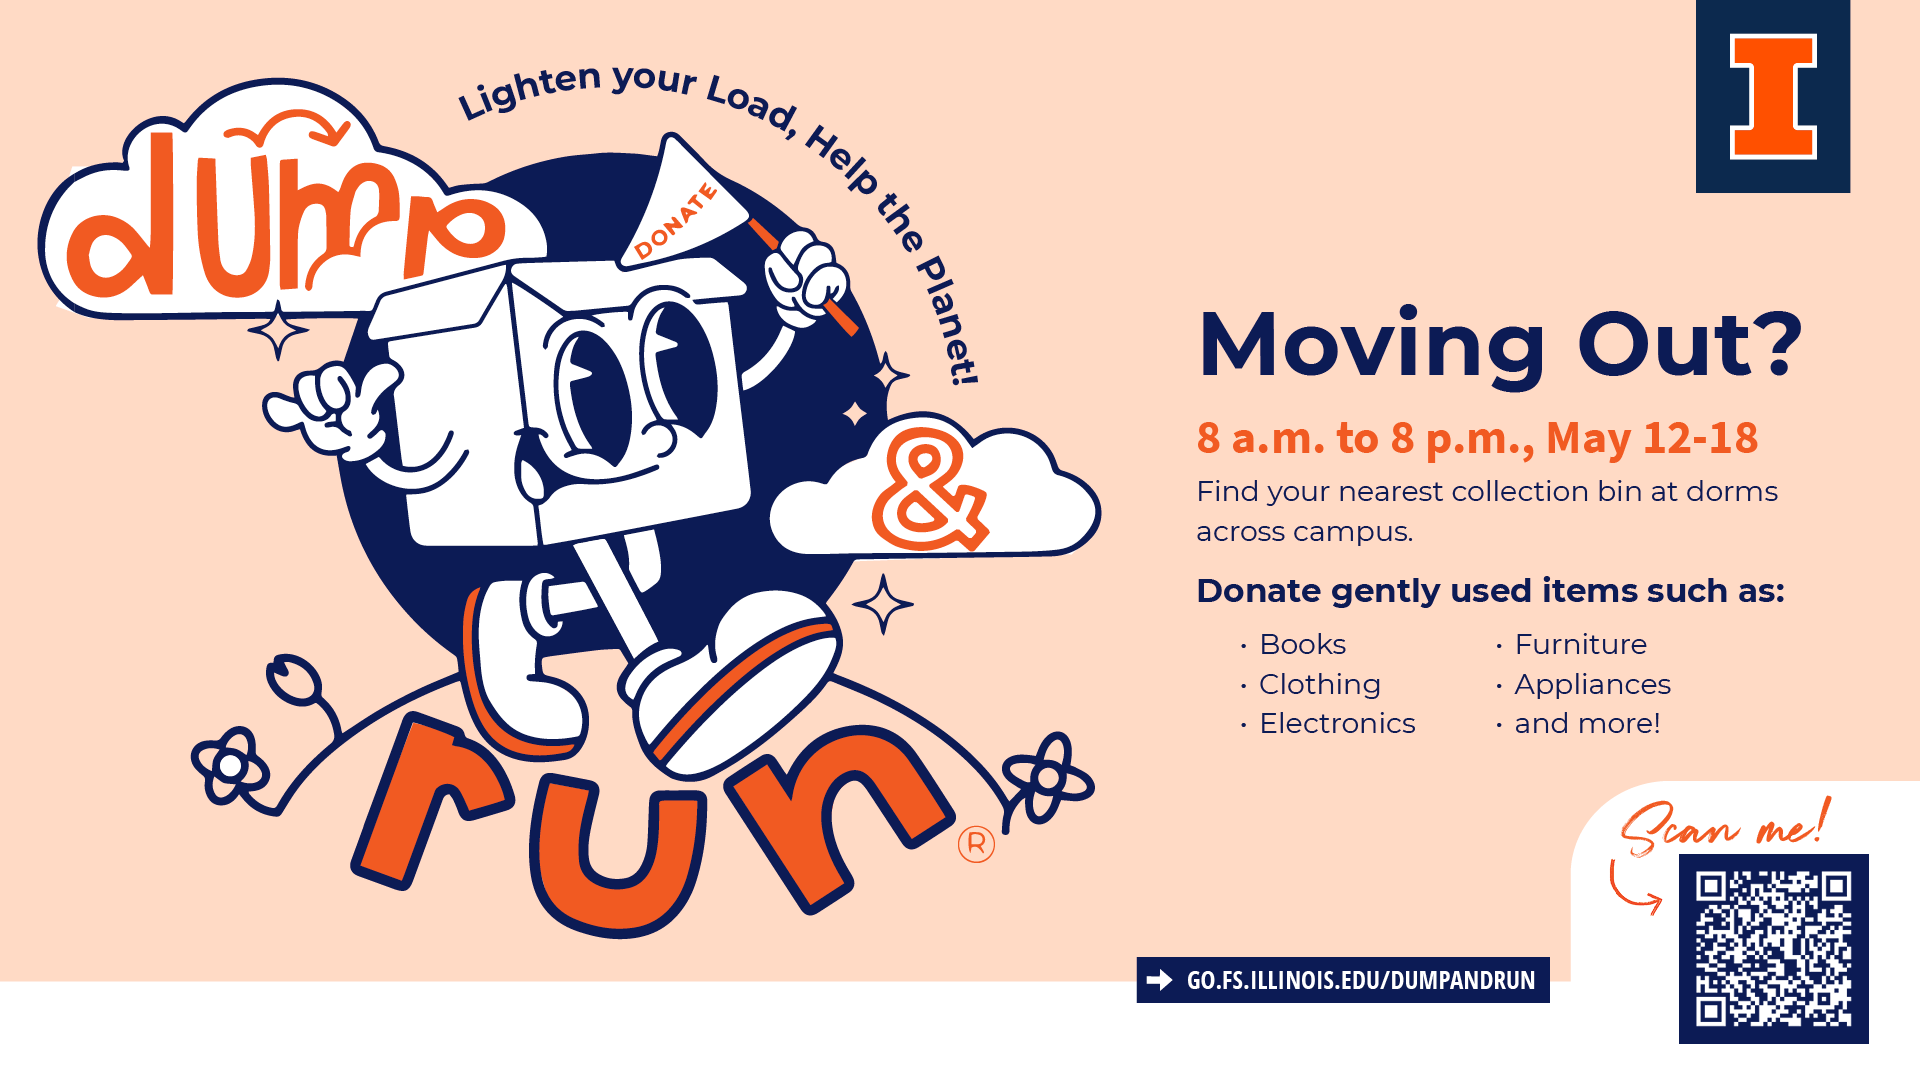 dump
Lighten your Load, Help the Planet!
DONATE
&
run
®
I
Moving Out?
8 a.m. to 8 p.m., May 12-18
Find your nearest collection bin at dorms
across campus.
Donate gently used items such as:
· Books
· Clothing
· Electronics
· Furniture
· Appliances
· and more!
Scan me!
GO.FS.ILLINOIS.EDU/DUMPANDRUN